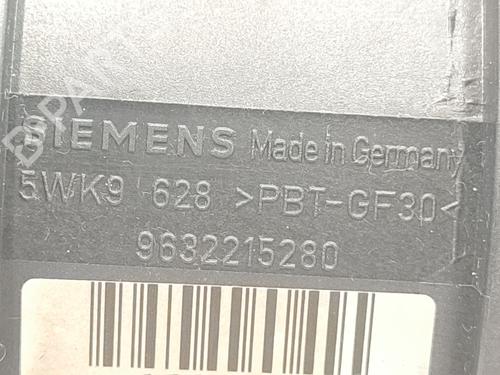 SIEMENS Made in Germany
5WK9 628 >PBT-GF30<
9632215280